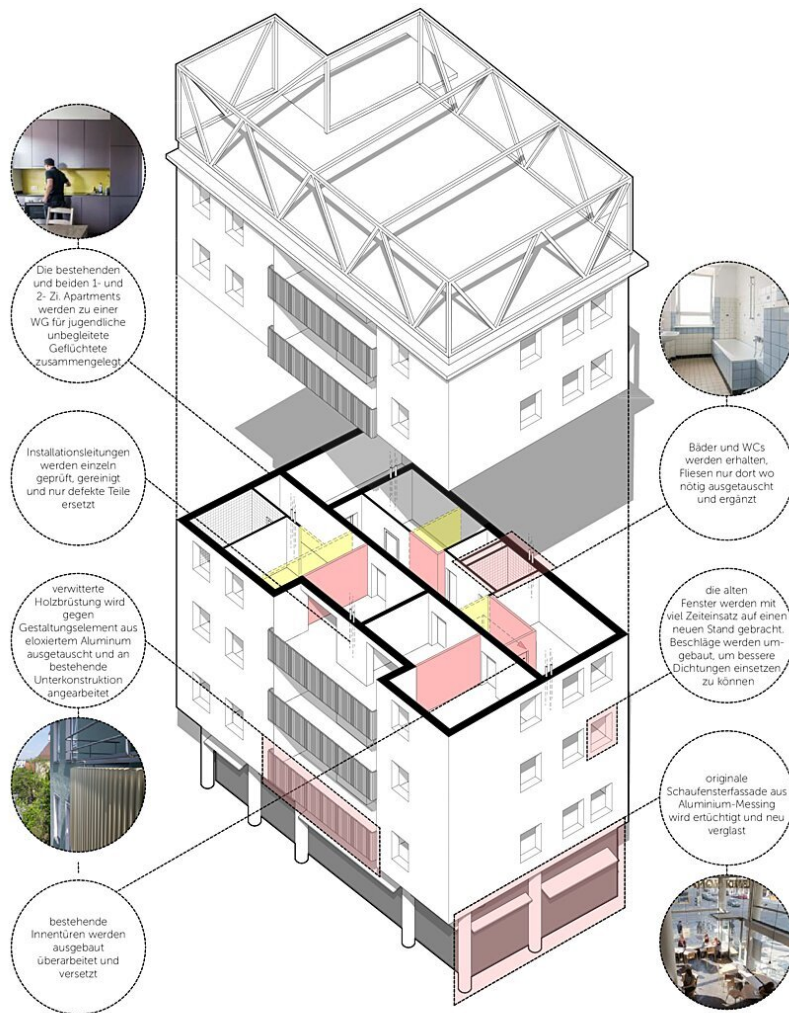 Die bestehenden
und beiden 1- und
2- Zi. Apartments
werden zu einer
WG für jugendliche
unbegleitete
Geflüchtete
zusammengelegt
Installationsleitungen
werden einzeln
geprüft, gereinigt
und nur defekte Teile
ersetzt
verwitterte
Holzbrüstung wird
gegen
Gestaltungselement aus
eloxiertem Aluminum
ausgetauscht und an
bestehende
Unterkonstruktion
angearbeitet
bestehende
Innentüren werden
ausgebaut
überarbeitet und
versetzt
Bäder und WCs
werden erhalten,
Fliesen nur dort wo
nötig ausgetauscht
und ergänzt
die alten
Fenster werden mit
viel Zeiteinsatz auf einen
neuen Stand gebracht.
Beschläge werden um-
gebaut, um bessere
Dichtungen einsetzen
zu können
originale
Schaufensterfassade aus
Aluminium-Messing
wird ertüchtigt und neu
verglast